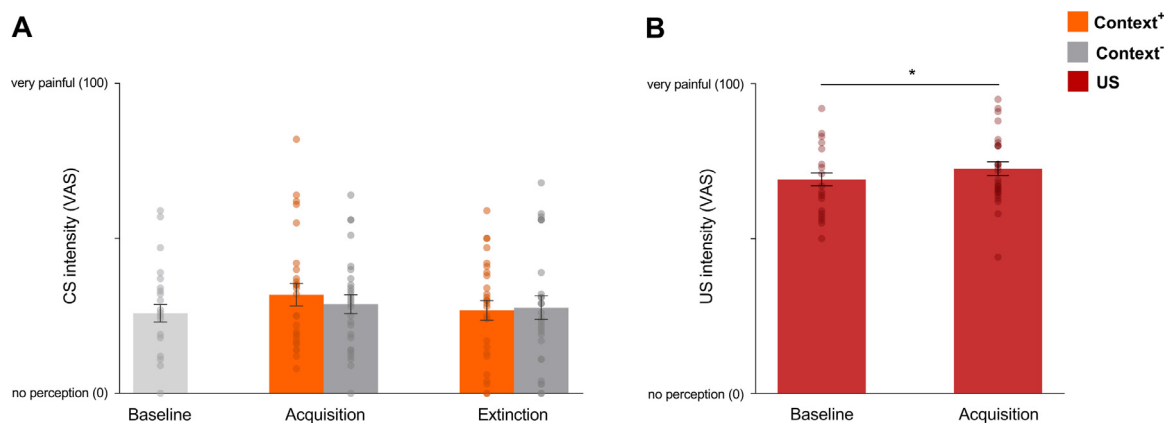 A
very painful (100)
CS intensity (VAS)
no perception (0)
Baseline
Acquisition
Extinction
B
very painful (100)
*
US intensity (VAS)
no perception (0)
Baseline
Acquisition
Context+
Context-
US